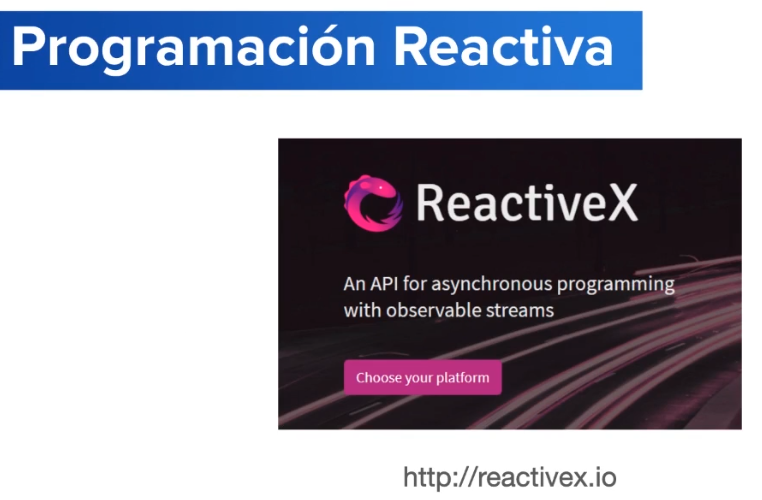 Programación Reactiva
ReactiveX
An API for asynchronous programming
with observable streams
Choose your platform
http://reactivex.io